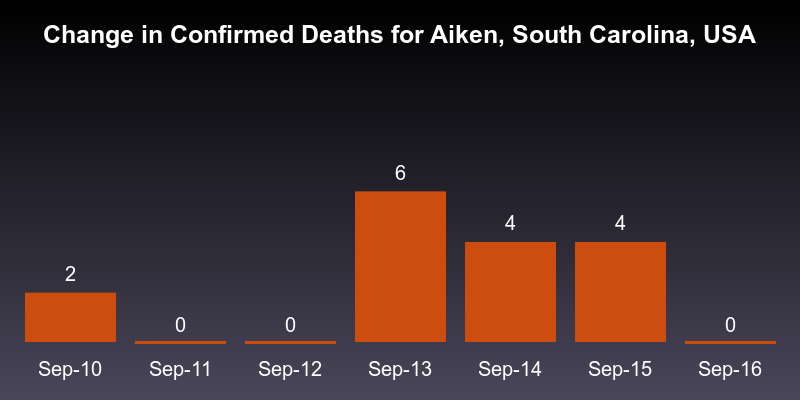 Change in Confirmed Deaths for Aiken, South Carolina, USA
6
4 4
2
0 0 0
Sep-10 Sep-11 Sep-12 Sep-13 Sep-14 Sep-15 Sep-16